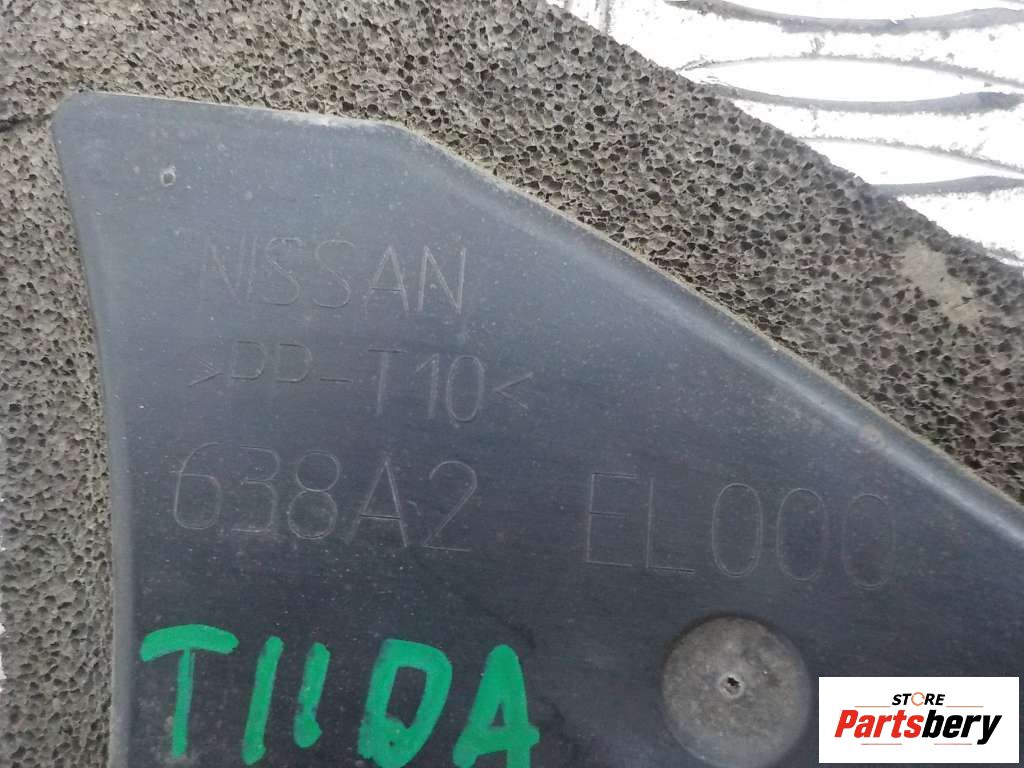 NISSAN
>PP-T10<
638A2 EL000
TIIDA
STORE
Partsbery